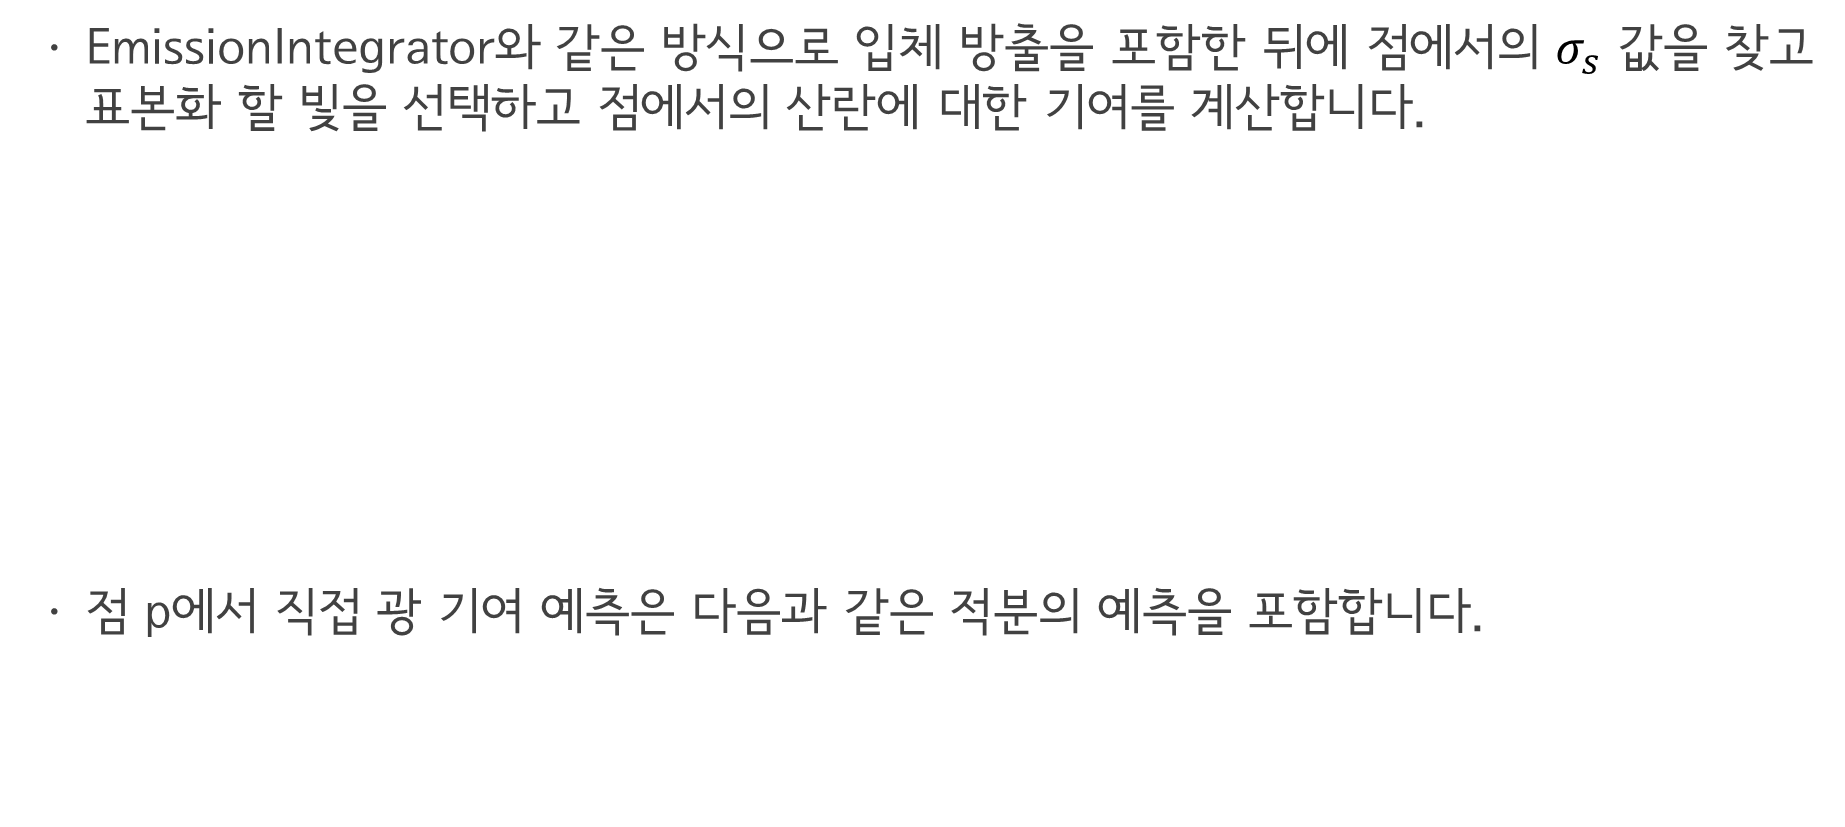 · EmissionIntegrator와 같은 방식으로 입체 방출을 포함한 뒤에 점에서의 σₛ 값을 찾고
표본화 할 빛을 선택하고 점에서의 산란에 대한 기여를 계산합니다.
· 점 p에서 직접 광 기여 예측은 다음과 같은 적분의 예측을 포함합니다.